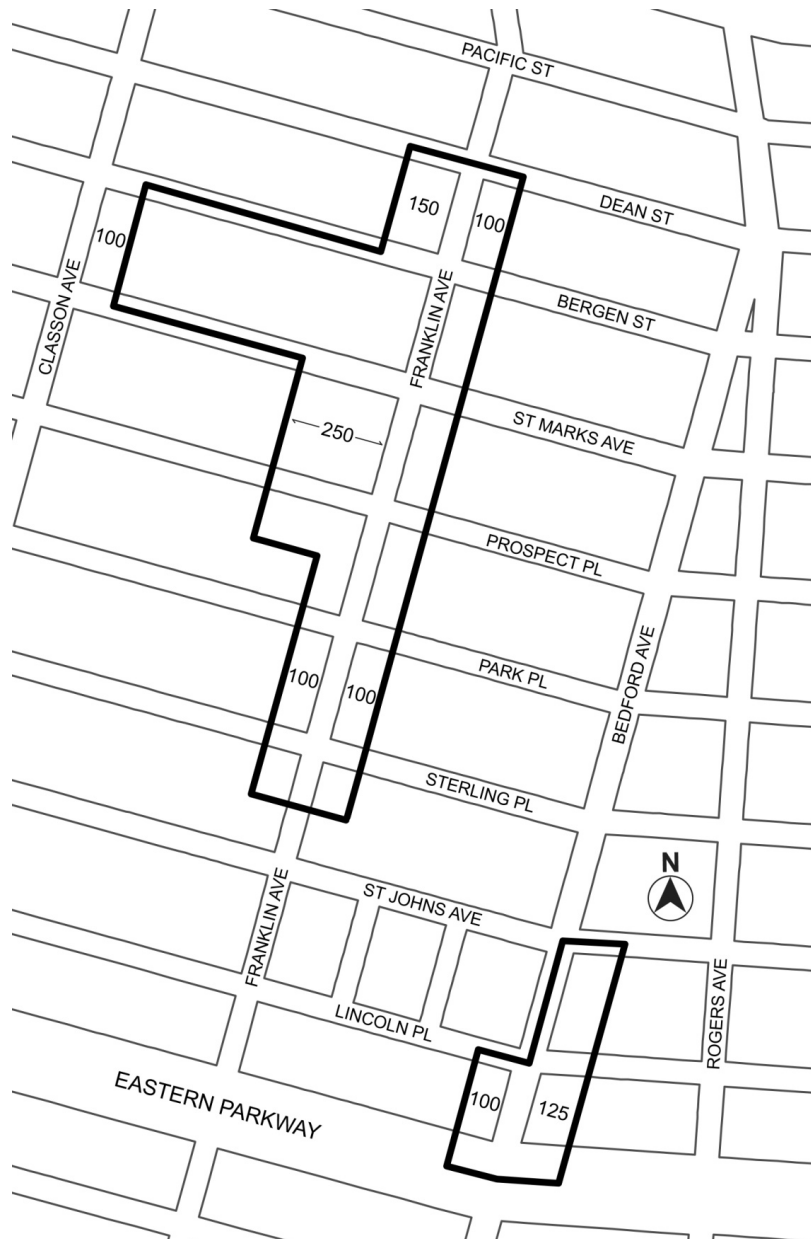 PACIFIC ST
150
DEAN ST
100
100
CLASSON AVE
FRANKLIN AVE
BERGEN ST
250
ST MARKS AVE
PROSPECT PL
BEDFORD AVE
PARK PL
100
100
STERLING PL
N
FRANKLIN AVE
ST JOHNS AVE
ROGERS AVE
LINCOLN PL
EASTERN PARKWAY
100
125